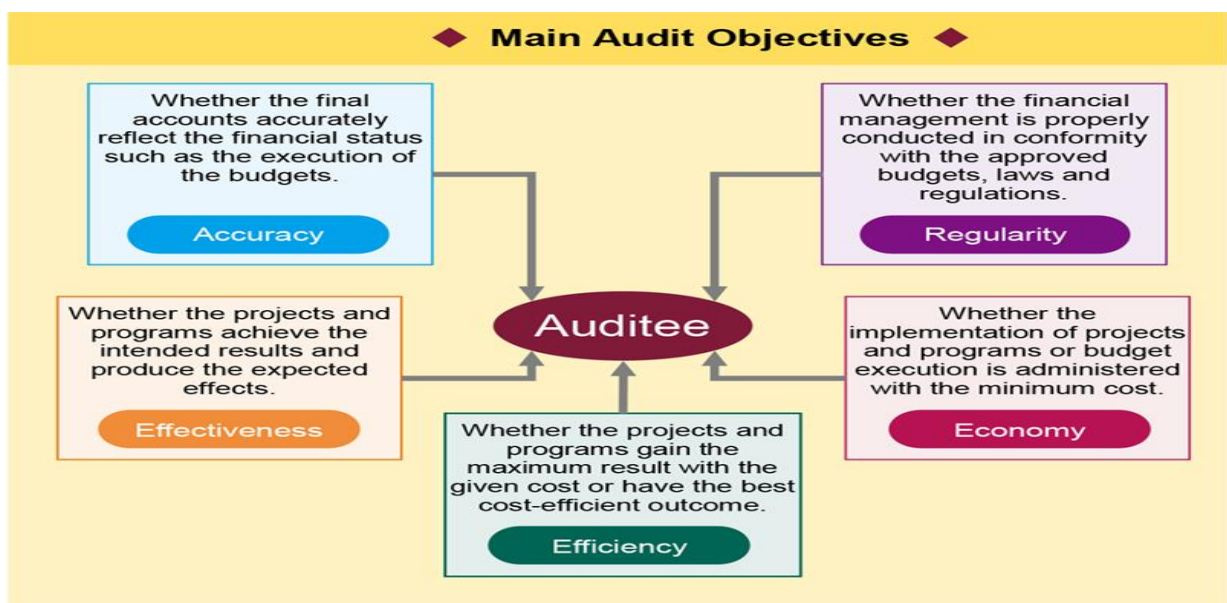 Main Audit Objectives
Whether the final
accounts accurately
reflect the financial status
such as the execution of
the budgets.
Accuracy
Whether the financial
management is properly
conducted in conformity
with the approved
budgets, laws and
regulations.
Regularity
Auditee
Whether the projects and
programs achieve the
intended results and
produce the expected
effects.
Effectiveness
Whether the
implementation of projects
and programs or budget
execution is administered
with the minimum cost.
Economy
Whether the projects and
programs gain the
maximum result with the
given cost or have the best
cost-efficient outcome.
Efficiency